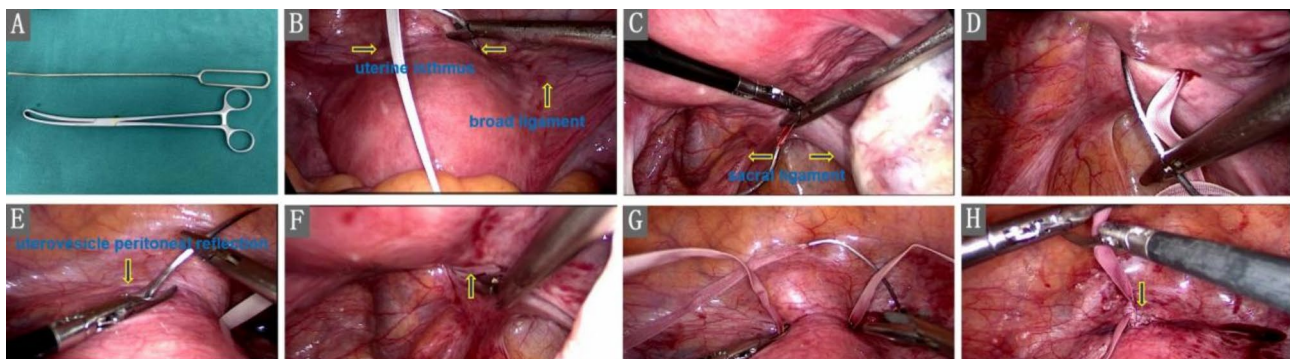 A
B
uterine isthmus
broad ligament
C
sacral ligament
D
E
uterovesicle peritoneal reflection
F
G
H